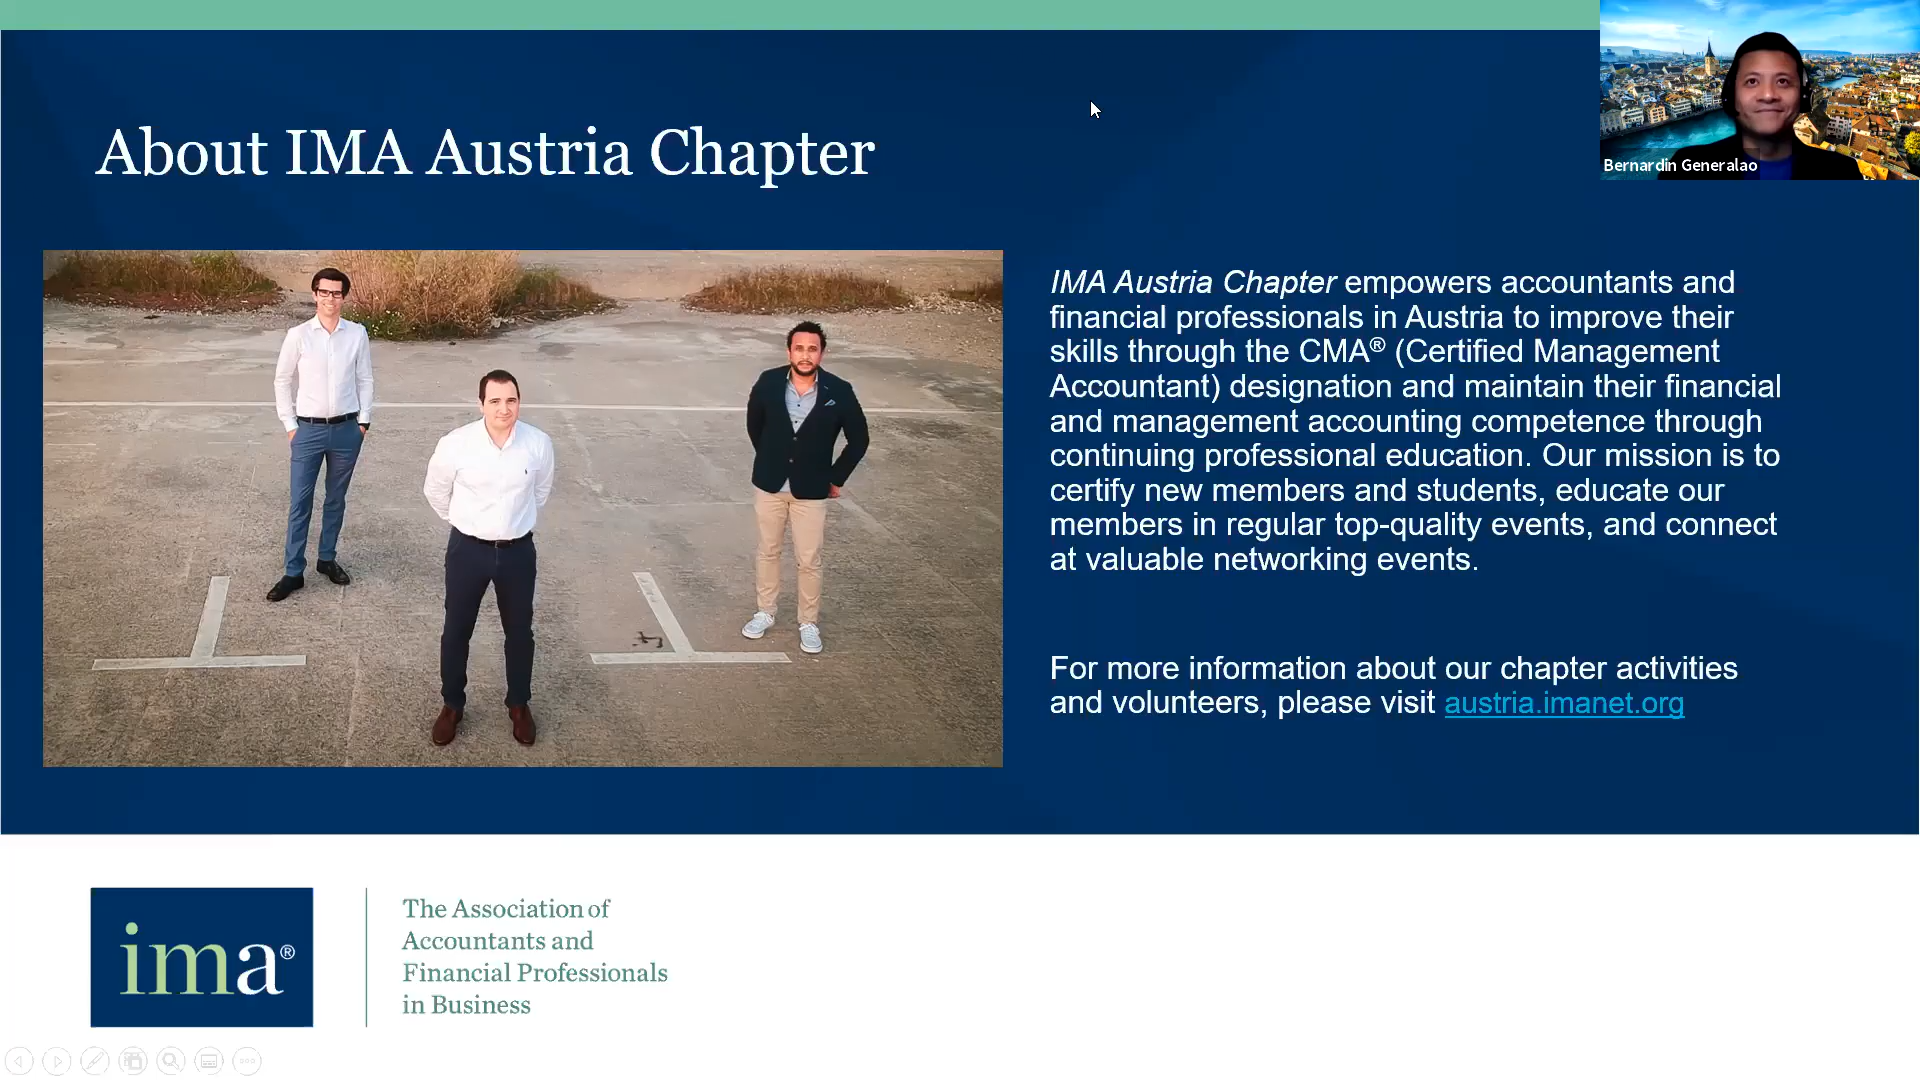 About IMA Austria Chapter
Bernardin Generalao
IMA Austria Chapter empowers accountants and
financial professionals in Austria to improve their
skills through the CMA® (Certified Management
Accountant) designation and maintain their financial
and management accounting competence through
continuing professional education. Our mission is to
certify new members and students, educate our
members in regular top-quality events, and connect
at valuable networking events.
For more information about our chapter activities
and volunteers, please visit austria.imanet.org
ima®
The Association of
Accountants and
Financial Professionals
in Business